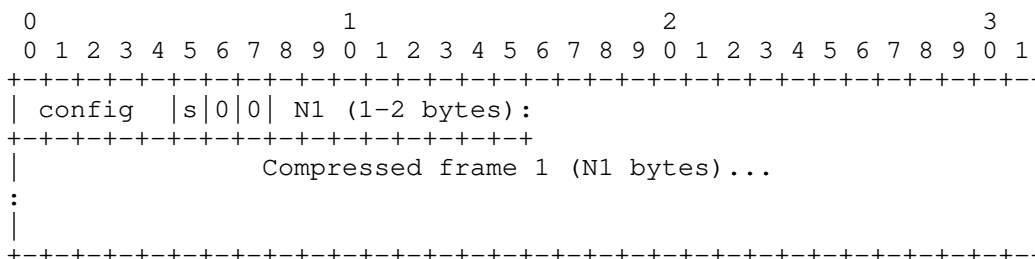 0                   1                   2                   3
 0 1 2 3 4 5 6 7 8 9 0 1 2 3 4 5 6 7 8 9 0 1 2 3 4 5 6 7 8 9 0 1
+-+-+-+-+-+-+-+-+-+-+-+-+-+-+-+-+-+-+-+-+-+-+-+-+-+-+-+-+-+-+-+-
| config  |s|0|0| N1 (1-2 bytes):
+-+-+-+-+-+-+-+-+-+-+-+-+-+-+-+-+
|               Compressed frame 1 (N1 bytes)...
:
|
+-+-+-+-+-+-+-+-+-+-+-+-+-+-+-+-+-+-+-+-+-+-+-+-+-+-+-+-+-+-+-+-